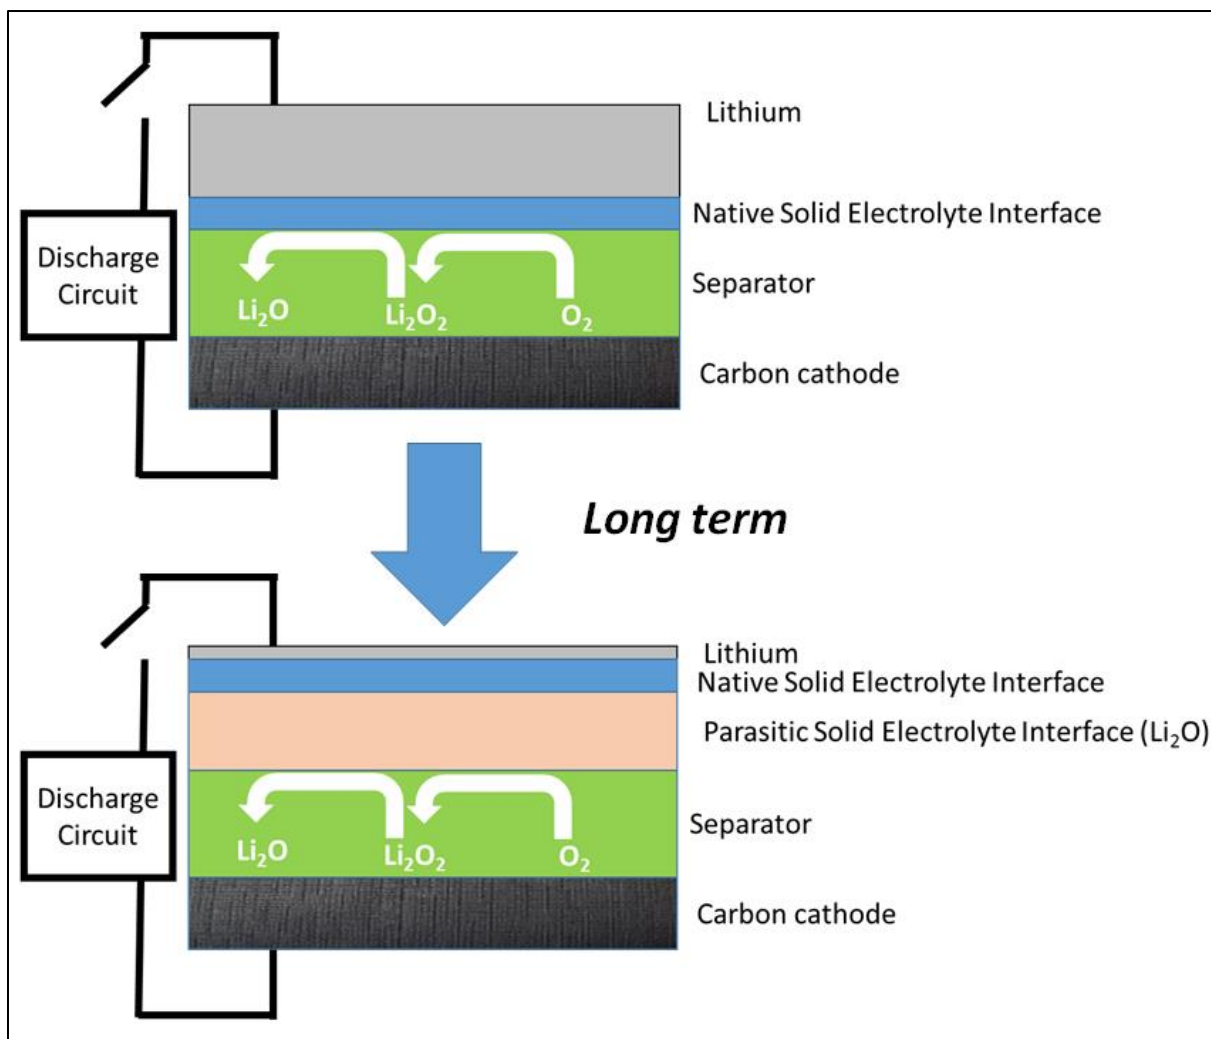 Lithium
Native Solid Electrolyte Interface
Discharge
Circuit
Separator
Li₂O
Li₂O₂
O₂
Carbon cathode
Long term
Lithium
Native Solid Electrolyte Interface
Parasitic Solid Electrolyte Interface (Li₂O)
Discharge
Circuit
Separator
Li₂O
Li₂O₂
O₂
Carbon cathode